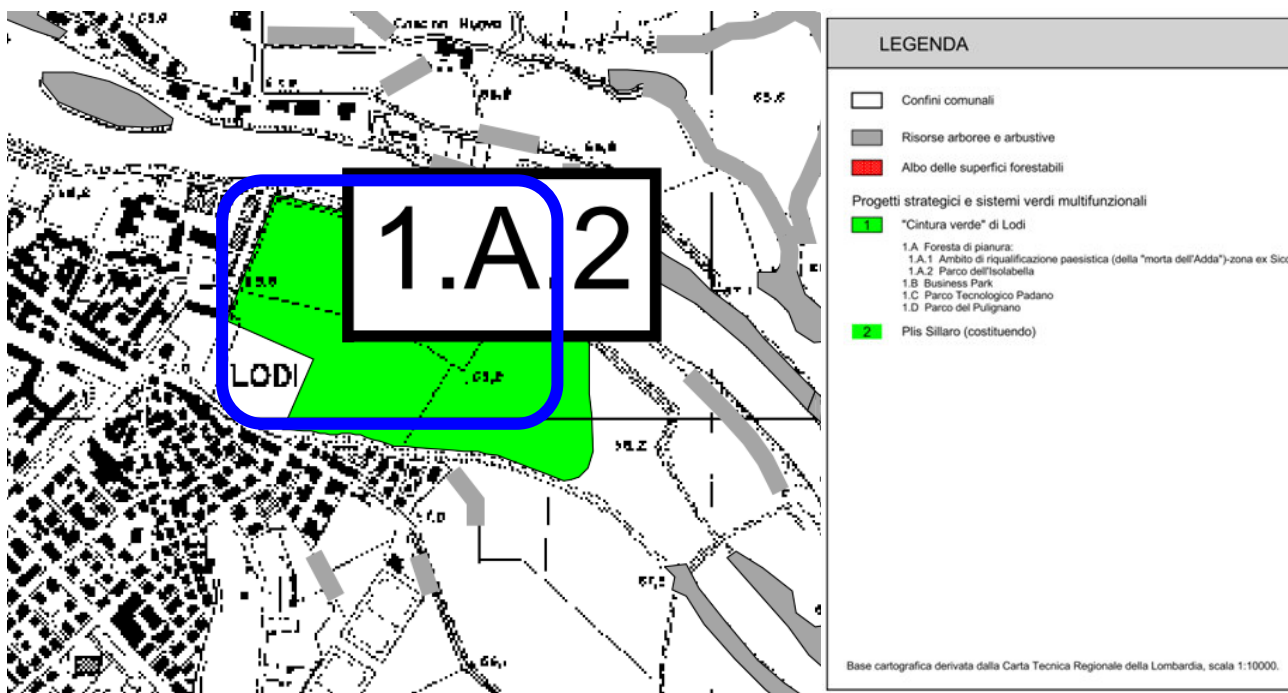 Cascina Nuova
1.A.2
LODI
LEGENDA
Confini comunali
Risorse arboree e arbustive
Albo delle superfici forestabili
Progetti strategici e sistemi verdi multifunzionali
1 "Cintura verde" di Lodi
1.A Foresta di pianura:
1.A.1 Ambito di riqualificazione paesistica (della "morta dell'Adda")-zona ex Sic
1.A.2 Parco dell'Isolabella
1.B Business Park
1.C Parco Tecnologico Padano
1.D Parco del Pulignano
2 Plis Sillaro (costituendo)
Base cartografica derivata dalla Carta Tecnica Regionale della Lombardia, scala 1:10000.